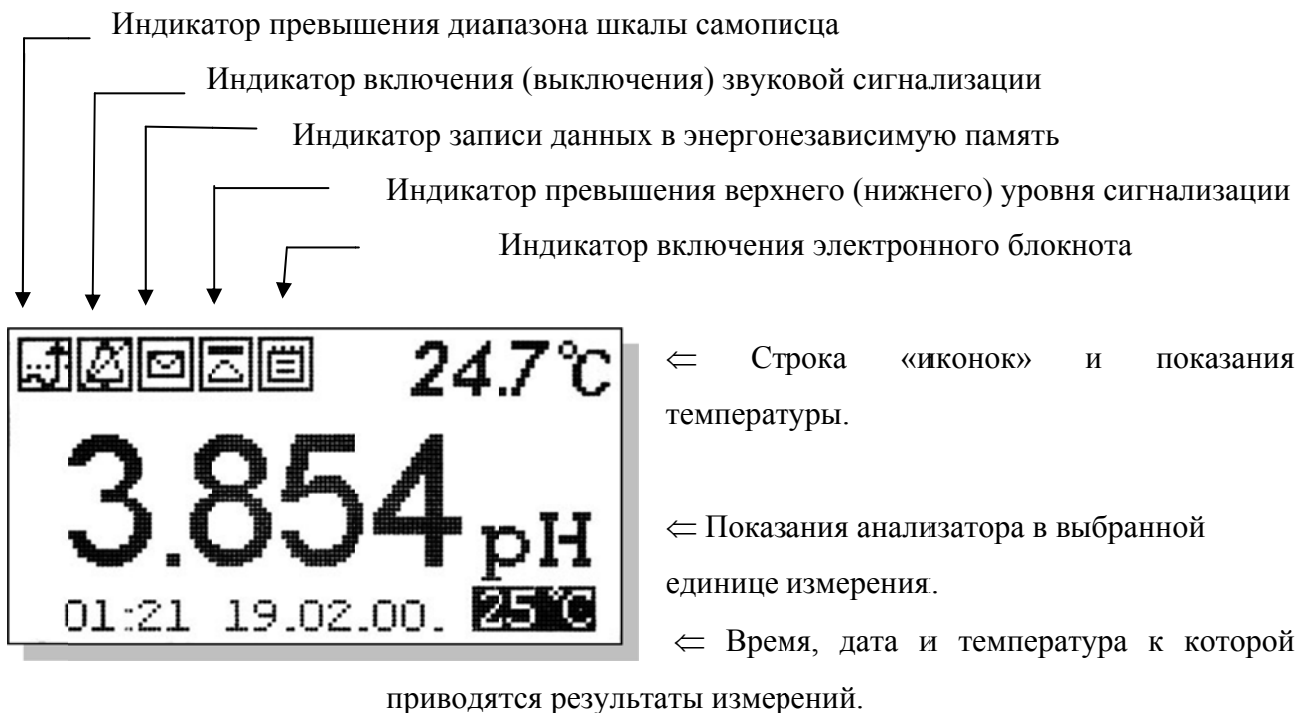 Индикатор превышения диапазона шкалы самописца
Индикатор включения (выключения) звуковой сигнализации
Индикатор записи данных в энергонезависимую память
Индикатор превышения верхнего (нижнего) уровня сигнализации
Индикатор включения электронного блокнота
24.7°C
3.854 pH
01:21 19.02.00. 25°C
⇐ Строка «иконок» и показания
температуры.
⇐ Показания анализатора в выбранной
единице измерения.
⇐ Время, дата и температура к которой
приводятся результаты измерений.